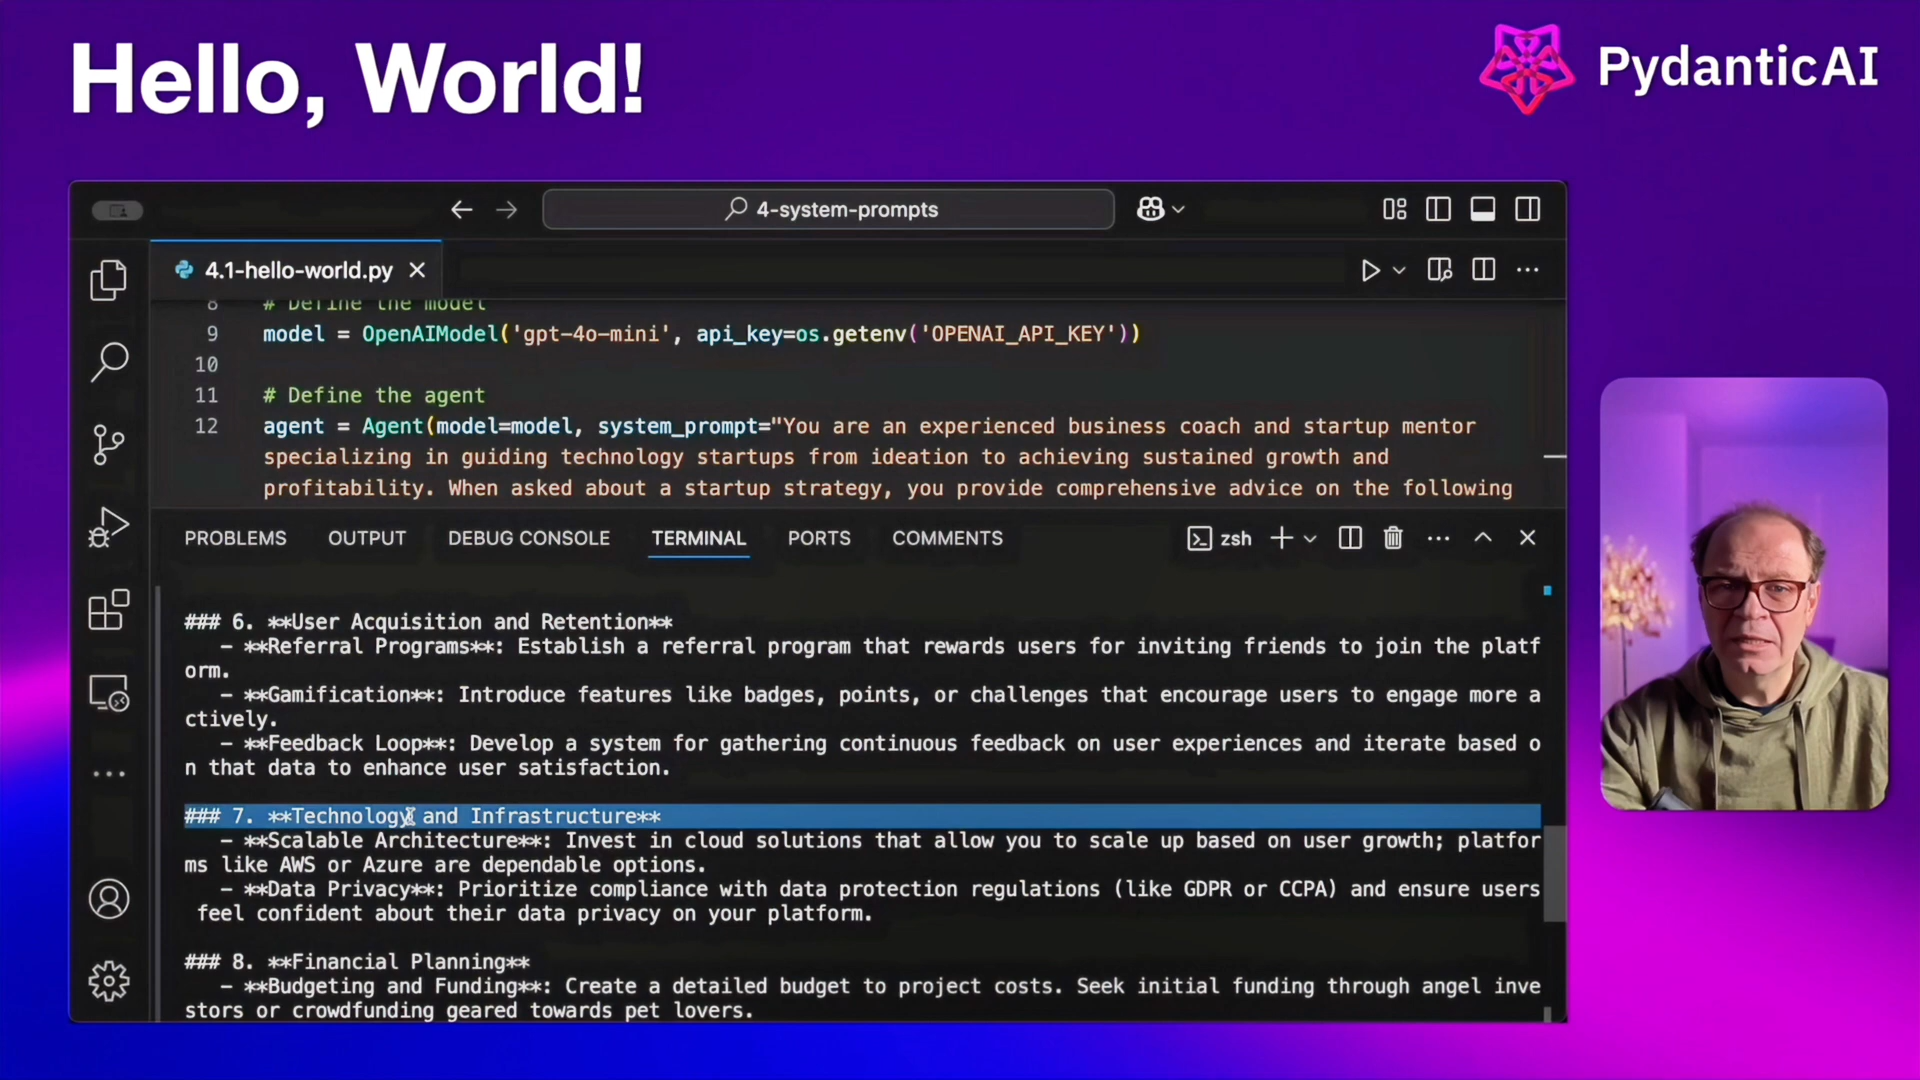 Hello, World!
PydanticAI
4-system-prompts
4.1-hello-world.py
8 # Define the model
9 model = OpenAIModel('gpt-4o-mini', api_key=os.getenv('OPENAI_API_KEY'))
10
11 # Define the agent
12 agent = Agent(model=model, system_prompt="You are an experienced business coach and startup mentor
specializing in guiding technology startups from ideation to achieving sustained growth and
profitability. When asked about a startup strategy, you provide comprehensive advice on the following
PROBLEMS OUTPUT DEBUG CONSOLE TERMINAL PORTS COMMENTS zsh
### 6. **User Acquisition and Retention**
- **Referral Programs**: Establish a referral program that rewards users for inviting friends to join the platf
orm.
- **Gamification**: Introduce features like badges, points, or challenges that encourage users to engage more a
ctively.
- **Feedback Loop**: Develop a system for gathering continuous feedback on user experiences and iterate based o
n that data to enhance user satisfaction.
### 7. **Technology and Infrastructure**
- **Scalable Architecture**: Invest in cloud solutions that allow you to scale up based on user growth; platfor
ms like AWS or Azure are dependable options.
- **Data Privacy**: Prioritize compliance with data protection regulations (like GDPR or CCPA) and ensure users
feel confident about their data privacy on your platform.
### 8. **Financial Planning**
- **Budgeting and Funding**: Create a detailed budget to project costs. Seek initial funding through angel inve
stors or crowdfunding geared towards pet lovers.